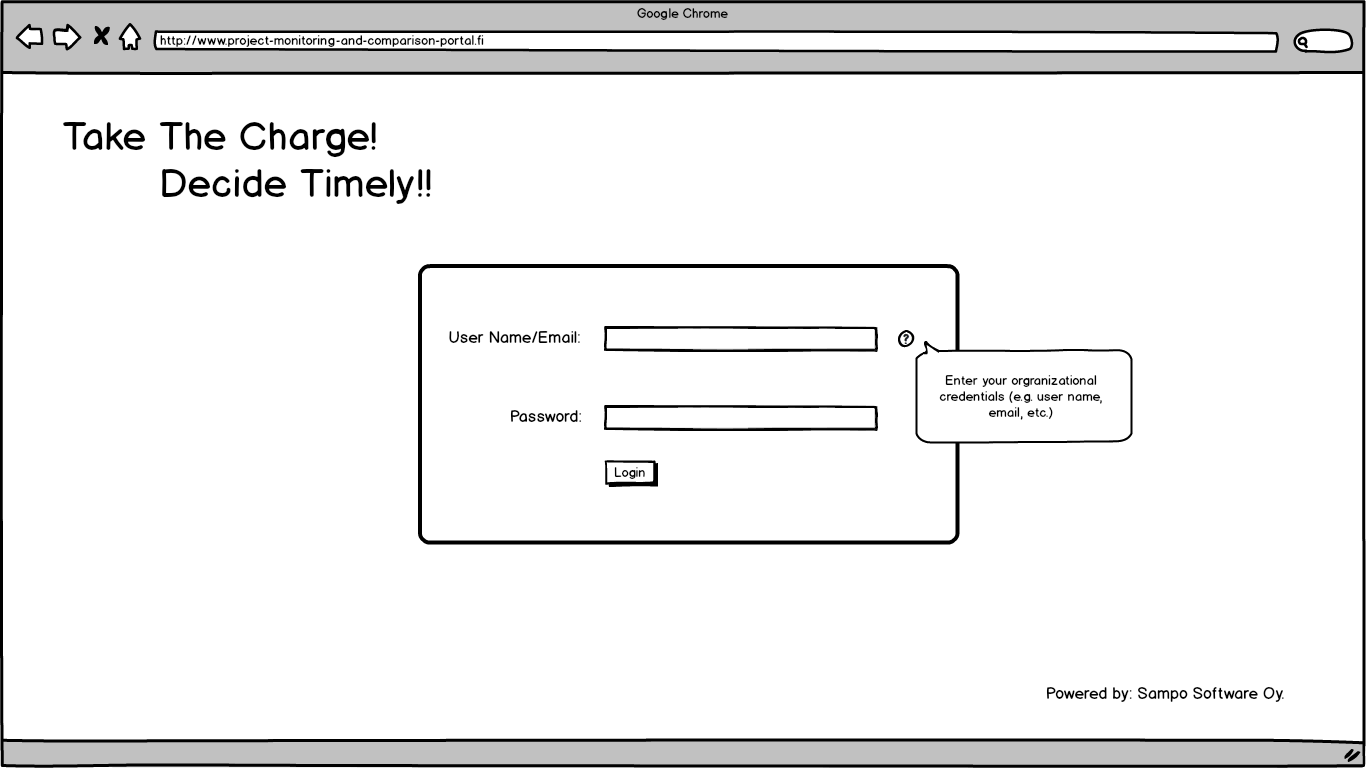 Google Chrome
http://www.project-monitoring-and-comparison-portal.fi
Take The Charge!
Decide Timely!!
User Name/Email:
?
Enter your orgranizational
credentials (e.g. user name,
email, etc.)
Password:
Login
Powered by: Sampo Software Oy.